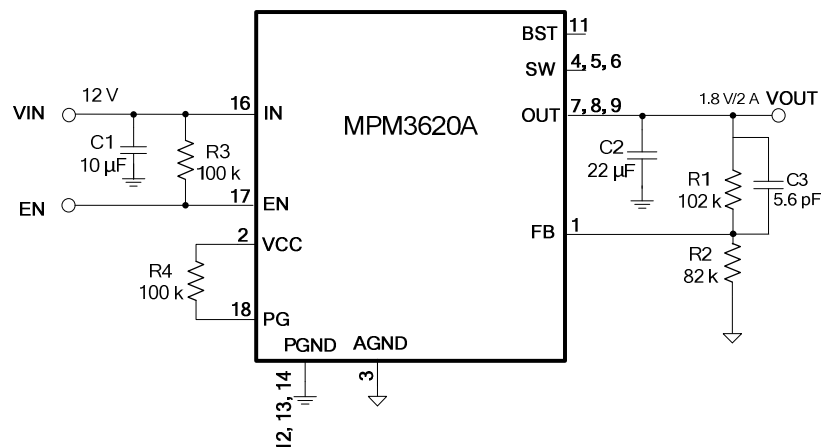 BST
11
SW
4, 5, 6
12 V
VIN
16
IN
MPM3620A
OUT
7, 8, 9
1.8 V/2 A
VOUT
C1
10 µF
R3
100 k
C2
22 µF
R1
102 k
C3
5.6 pF
EN
17
EN
2
VCC
FB
1
R4
100 k
R2
82 k
18
PG
PGND
AGND
12, 13, 14
3